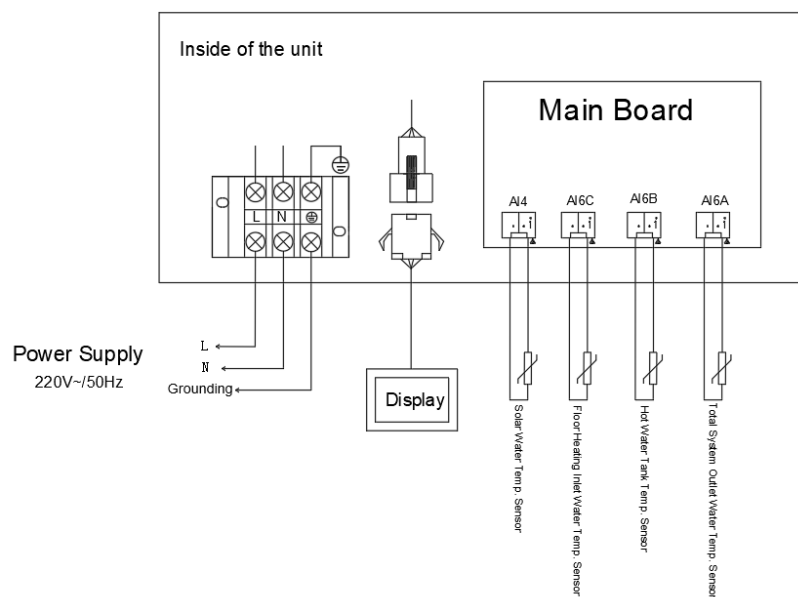 Inside of the unit
Main Board
AI4
AI6C
AI6B
AI6A
L
N
Power Supply
220V~/50Hz
L
N
Grounding
Display
Solar Water Temp. Sensor
Floor Heating Inlet Water Temp. Sensor
Hot Water Tank Temp. Sensor
Total System Outlet Water Temp. Sensor